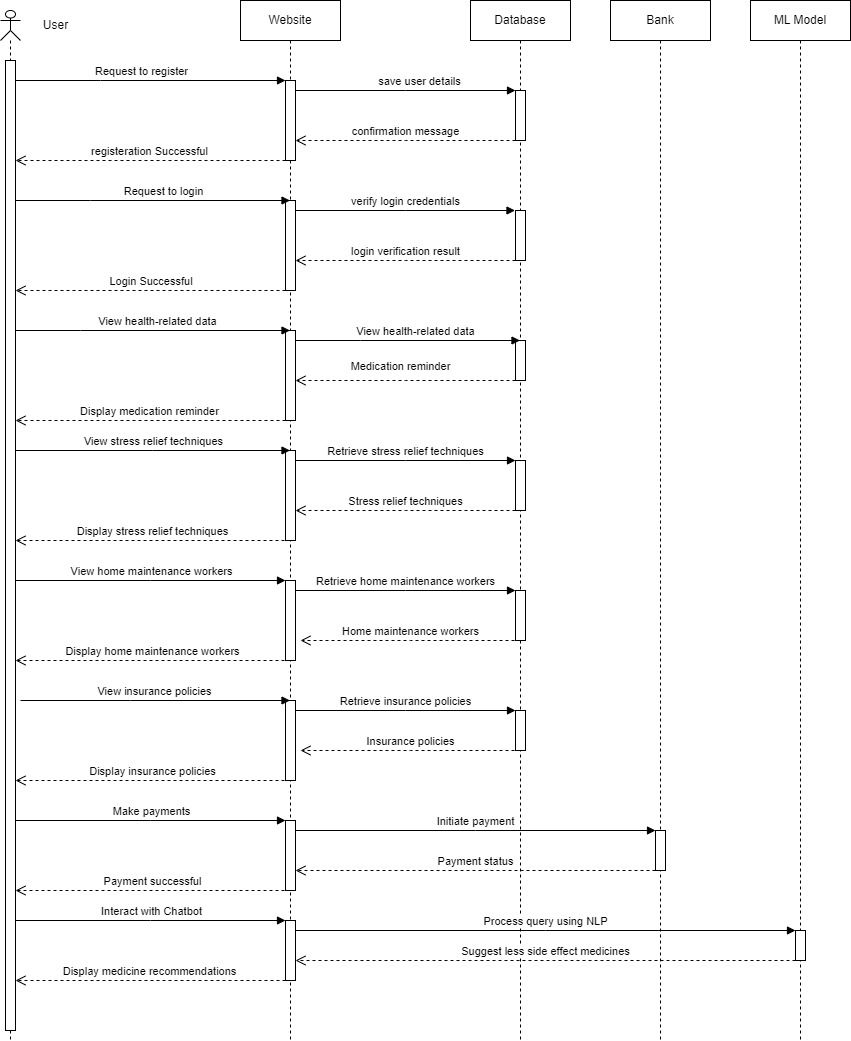 User
Website
Database
Bank
ML Model
Request to register
save user details
confirmation message
registeration Successful
Request to login
verify login credentials
login verification result
Login Successful
View health-related data
View health-related data
Medication reminder
Display medication reminder
View stress relief techniques
Retrieve stress relief techniques
Stress relief techniques
Display stress relief techniques
View home maintenance workers
Retrieve home maintenance workers
Home maintenance workers
Display home maintenance workers
View insurance policies
Retrieve insurance policies
Insurance policies
Display insurance policies
Make payments
Initiate payment
Payment status
Payment successful
Interact with Chatbot
Process query using NLP
Suggest less side effect medicines
Display medicine recommendations